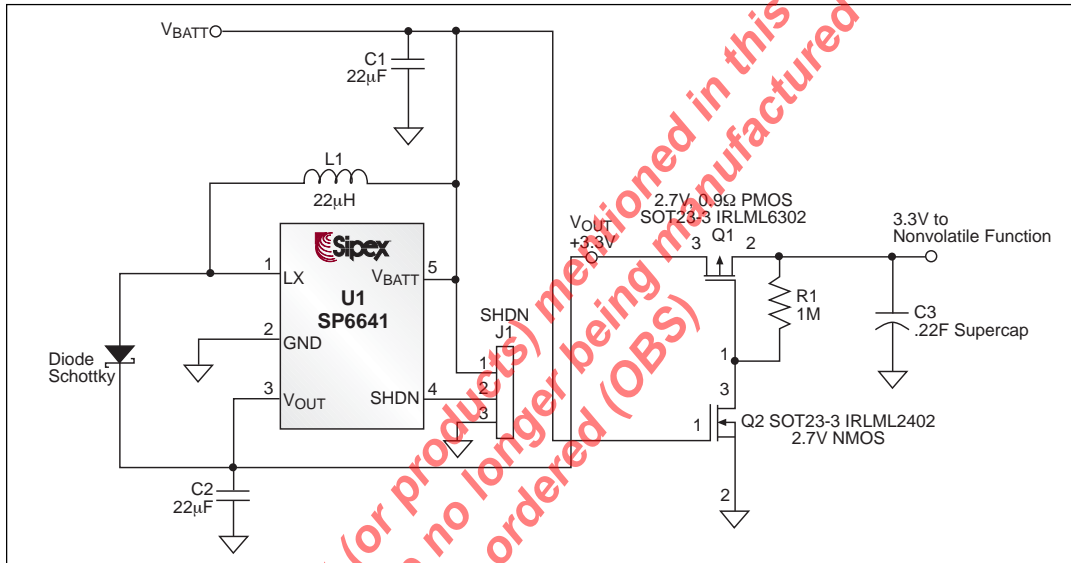 VBATT
C1
22µF
L1
22µH
2.7V, 0.9Ω PMOS
SOT23-3 IRLML6302
Q1
VOUT
+3.3V
3
2
3.3V to
Nonvolatile Function
Sipex
1
LX
VBATT
5
U1
SP6641
R1
1M
C3
.22F Supercap
SHDN
J1
2
GND
1
2
3
Diode
Schottky
3
VOUT
SHDN
4
1
3
1
Q2 SOT23-3 IRLML2402
2.7V NMOS
2
C2
22µF
(or products) mentioned in this
no longer being manufactured
ordered (OBS)